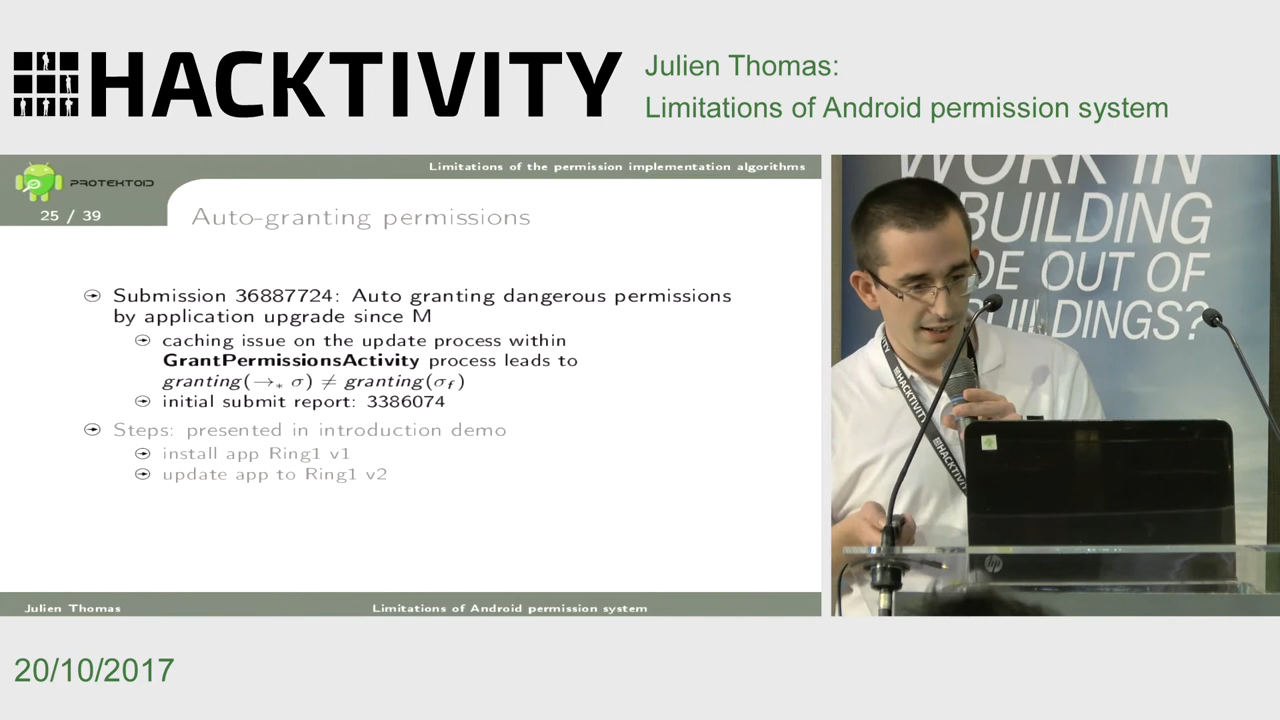 HACKTIVITY
Julien Thomas:
Limitations of Android permission system
PROTEKTOID
25 / 39
Limitations of the permission implementation algorithms
Auto-granting permissions
Submission 36887724: Auto granting dangerous permissions
by application upgrade since M
caching issue on the update process within
GrantPermissionsActivity process leads to
granting(→* σ) ≠ granting(σf)
initial submit report: 3386074
Steps: presented in introduction demo
install app Ring1 v1
update app to Ring1 v2
Julien Thomas
Limitations of Android permission system
WORK IN
BUILDING
DE OUT OF
BUILDINGS?
HACKTIVITY
HACKTIVITY
hp
20/10/2017